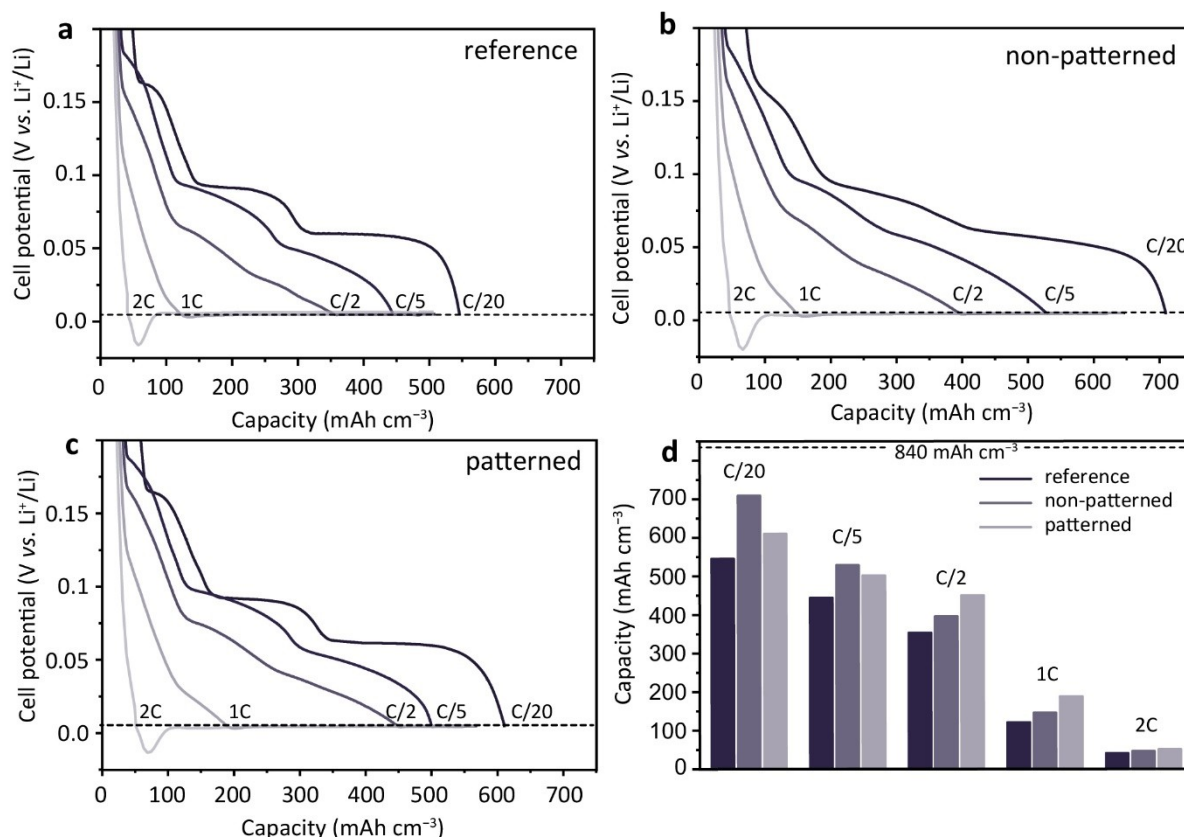 a
reference
Cell potential (V vs. Li⁺/Li)
0.15
0.1
0.05
0.0
2C 1C C/2 C/5 C/20
0 100 200 300 400 500 600 700
Capacity (mAh cm⁻³)
b
non-patterned
Cell potential (V vs. Li⁺/Li)
0.15
0.1
0.05
0.0
C/20
2C 1C C/2 C/5
0 100 200 300 400 500 600 700
Capacity (mAh cm⁻³)
c
patterned
Cell potential (V vs. Li⁺/Li)
0.15
0.1
0.05
0.0
2C 1C C/2 C/5 C/20
0 100 200 300 400 500 600 700
Capacity (mAh cm⁻³)
d
840 mAh cm⁻³
reference
non-patterned
patterned
Capacity (mAh cm⁻³)
700
600
500
400
300
200
100
0
C/20
C/5
C/2
1C
2C